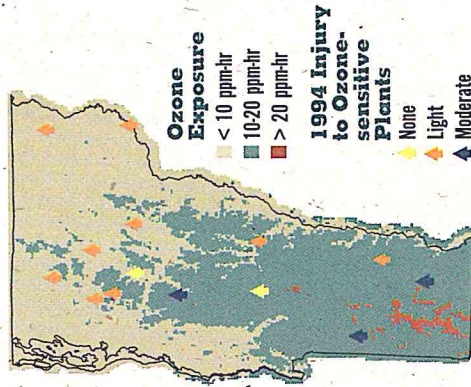 Ozone
Exposure
< 10 ppm-hr
10-20 ppm-hr
> 20 ppm-hr
1994 Injury
to Ozone-
sensitive
Plants
None
Light
Moderate